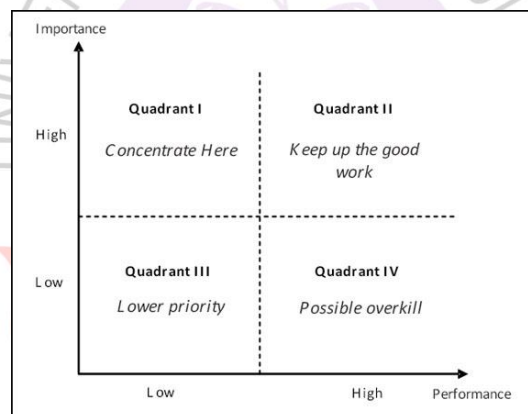 Importance
Quadrant I
Quadrant II
High
Concentrate Here
Keep up the good
work
Quadrant III
Quadrant IV
Low
Lower priority
Possible overkill
Low
High
Performance